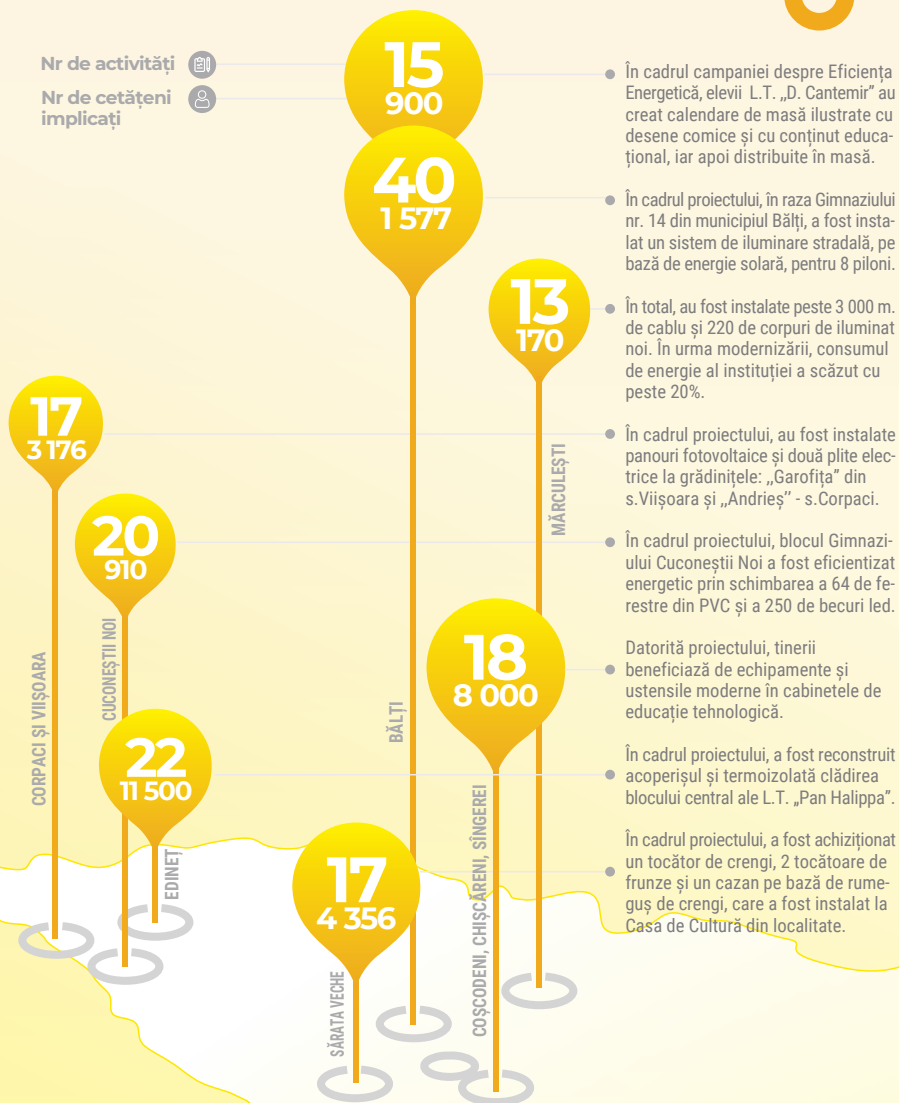 Nr de activități
Nr de cetățeni
implicați
15
900
40
1 577
13
170
17
3 176
20
910
18
8 000
22
11 500
17
4 356
CORPACI ȘI VIIȘOARA
CUCONEȘTII NOI
EDINEȚ
SĂRATA VECHE
BĂLȚI
COȘCODENI, CHIȘCĂRENI, SÎNGEREI
MĂRCULEȘTI
În cadrul campaniei despre Eficiența
Energetică, elevii L.T. „D. Cantemir” au
creat calendare de masă ilustrate cu
desene comice și cu conținut educa-
țional, iar apoi distribuite în masă.
În cadrul proiectului, în raza Gimnaziului
nr. 14 din municipiul Bălți, a fost insta-
lat un sistem de iluminare stradală, pe
bază de energie solară, pentru 8 piloni.
În total, au fost instalate peste 3 000 m.
de cablu și 220 de corpuri de iluminat
noi. În urma modernizării, consumul
de energie al instituției a scăzut cu
peste 20%.
În cadrul proiectului, au fost instalate
panouri fotovoltaice și două plite elec-
trice la grădinițele: „Garofița” din
s.Viișoara și „Andrieș’’ - s.Corpaci.
În cadrul proiectului, blocul Gimnazi-
ului Cuconeștii Noi a fost eficientizat
energetic prin schimbarea a 64 de fe-
restre din PVC și a 250 de becuri led.
Datorită proiectului, tinerii
beneficiază de echipamente și
ustensile moderne în cabinetele de
educație tehnologică.
În cadrul proiectului, a fost reconstruit
acoperișul și termoizolată clădirea
blocului central ale L.T. „Pan Halippa”.
În cadrul proiectului, a fost achiziționat
un tocător de crengi, 2 tocătoare de
frunze și un cazan pe bază de rume-
guș de crengi, care a fost instalat la
Casa de Cultură din localitate.